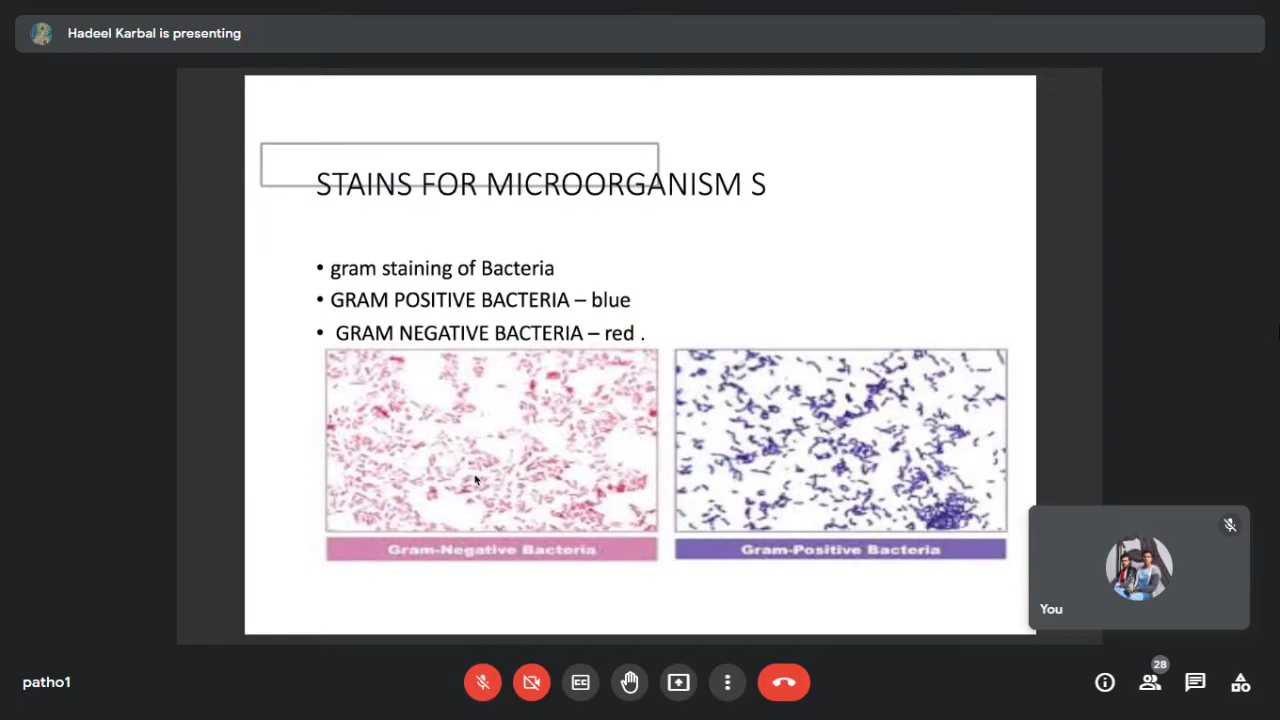 Hadeel Karbal is presenting
STAINS FOR MICROORGANISM S
• gram staining of Bacteria
• GRAM POSITIVE BACTERIA – blue
• GRAM NEGATIVE BACTERIA – red .
Gram-Negative Bacteria
Gram-Positive Bacteria
You
patho1
CC
28